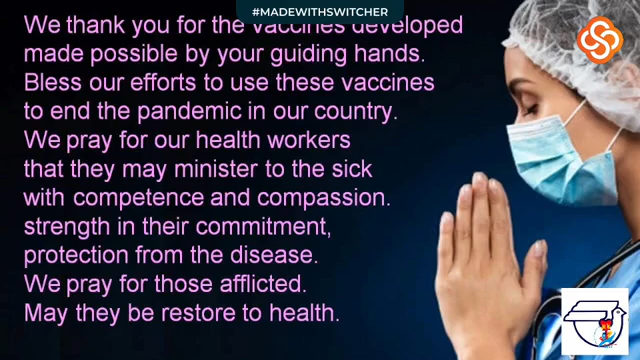 #MADEWITHSWITCHER
We thank you for the vaccines developed
made possible by your guiding hands.
Bless our efforts to use these vaccines
to end the pandemic in our country.
We pray for our health workers
that they may minister to the sick
with competence and compassion.
strength in their commitment,
protection from the disease.
We pray for those afflicted.
May they be restore to health.